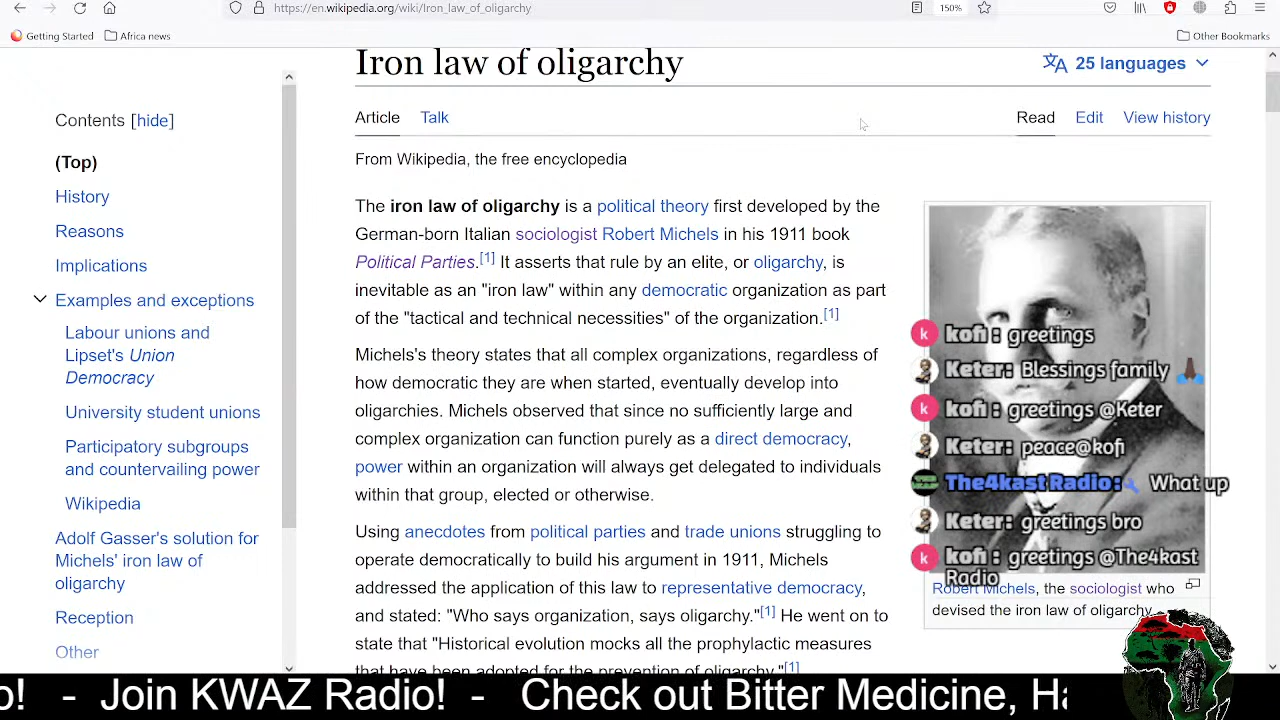 https://en.wikipedia.org/wiki/Iron_law_of_oligarchy
150%
Getting Started
Africa news
Other Bookmarks
Iron law of oligarchy
25 languages
Contents [hide]
(Top)
History
Reasons
Implications
Examples and exceptions
Labour unions and
Lipset's Union
Democracy
University student unions
Participatory subgroups
and countervailing power
Wikipedia
Adolf Gasser's solution for
Michels' iron law of
oligarchy
Reception
Other
Article Talk
Read Edit View history
From Wikipedia, the free encyclopedia
The iron law of oligarchy is a political theory first developed by the
German-born Italian sociologist Robert Michels in his 1911 book
Political Parties.[1] It asserts that rule by an elite, or oligarchy, is
inevitable as an "iron law" within any democratic organization as part
of the "tactical and technical necessities" of the organization.[1]
Michels's theory states that all complex organizations, regardless of
how democratic they are when started, eventually develop into
oligarchies. Michels observed that since no sufficiently large and
complex organization can function purely as a direct democracy,
power within an organization will always get delegated to individuals
within that group, elected or otherwise.
Using anecdotes from political parties and trade unions struggling to
operate democratically to build his argument in 1911, Michels
addressed the application of this law to representative democracy,
and stated: "Who says organization, says oligarchy."[1] He went on to
state that "Historical evolution mocks all the prophylactic measures
that have been adopted for the prevention of oligarchy."[1]
k kofi : greetings
Keter: Blessings family
k kofi : greetings @Keter
Keter: peace@kofi
The4kast Radio: What up
Keter: greetings bro
k kofi : greetings @The4kast
Radio
Robert Michels, the sociologist who
devised the iron law of oligarchy
o! - Join KWAZ Radio! - Check out Bitter Medicine, Ha